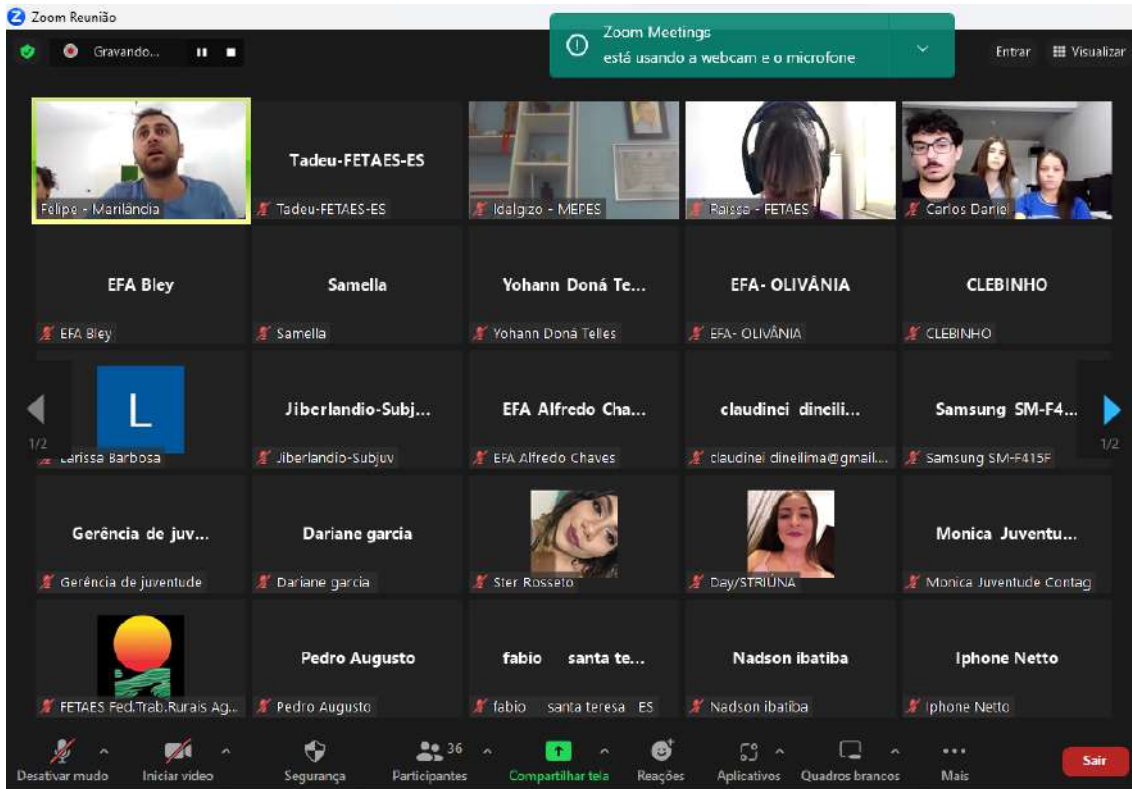 Zoom Reunião
Zoom Meetings
está usando a webcam e o microfone
Gravando...
Entrar
Visualizar
Felipe - Marilândia
Tadeu-FETAES-ES
Tadeu-FETAES-ES
Idalgizo - MEPES
Raissa - FETAES
Carlos Daniel
EFA Bley
Samella
Yohann Doná Te...
EFA- OLIVÂNIA
CLEBINHO
EFA Bley
Samella
Yohann Doná Telles
EFA- OLIVÂNIA
CLEBINHO
L
Jiberlandio-Subj...
EFA Alfredo Cha...
claudinei dineili...
Samsung SM-F4...
1/2
1/2
Larissa Barbosa
Jiberlandio-Subjuv
EFA Alfredo Chaves
claudinei dineilima@gmail....
Samsung SM-F415F
Gerência de juv...
Dariane garcia
Monica Juventu...
Gerência de juventude
Dariane garcia
Ster Rosseto
Day/STRIÚNA
Monica Juventude Contag
Pedro Augusto
fabio santa te...
Nadson ibatiba
Iphone Netto
FETAES Fed.Trab.Rurais Ag...
Pedro Augusto
fabio santa teresa ES
Nadson ibatiba
Iphone Netto
36
Desativar mudo
Iniciar vídeo
Segurança
Participantes
Compartilhar tela
Reações
Aplicativos
Quadros brancos
Mais
Sair